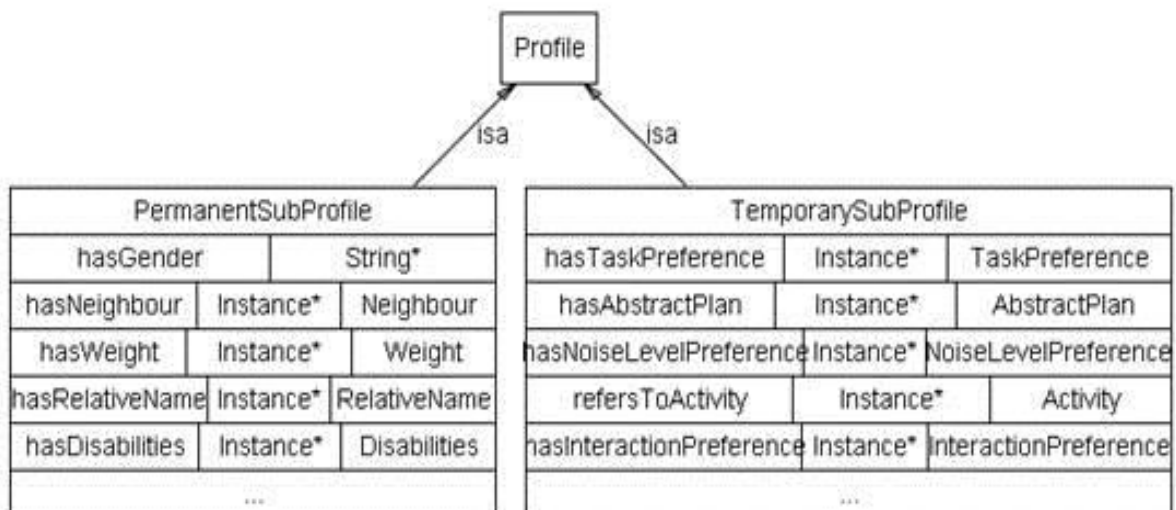 Profile
isa isa
PermanentSubProfile
hasGender String*
hasNeighbour Instance* Neighbour
hasWeight Instance* Weight
hasRelativeName Instance* RelativeName
hasDisabilities Instance* Disabilities
...
TemporarySubProfile
hasTaskPreference Instance* TaskPreference
hasAbstractPlan Instance* AbstractPlan
hasNoiseLevelPreference Instance* NoiseLevelPreference
refersToActivity Instance* Activity
hasInteractionPreference Instance* InteractionPreference
...